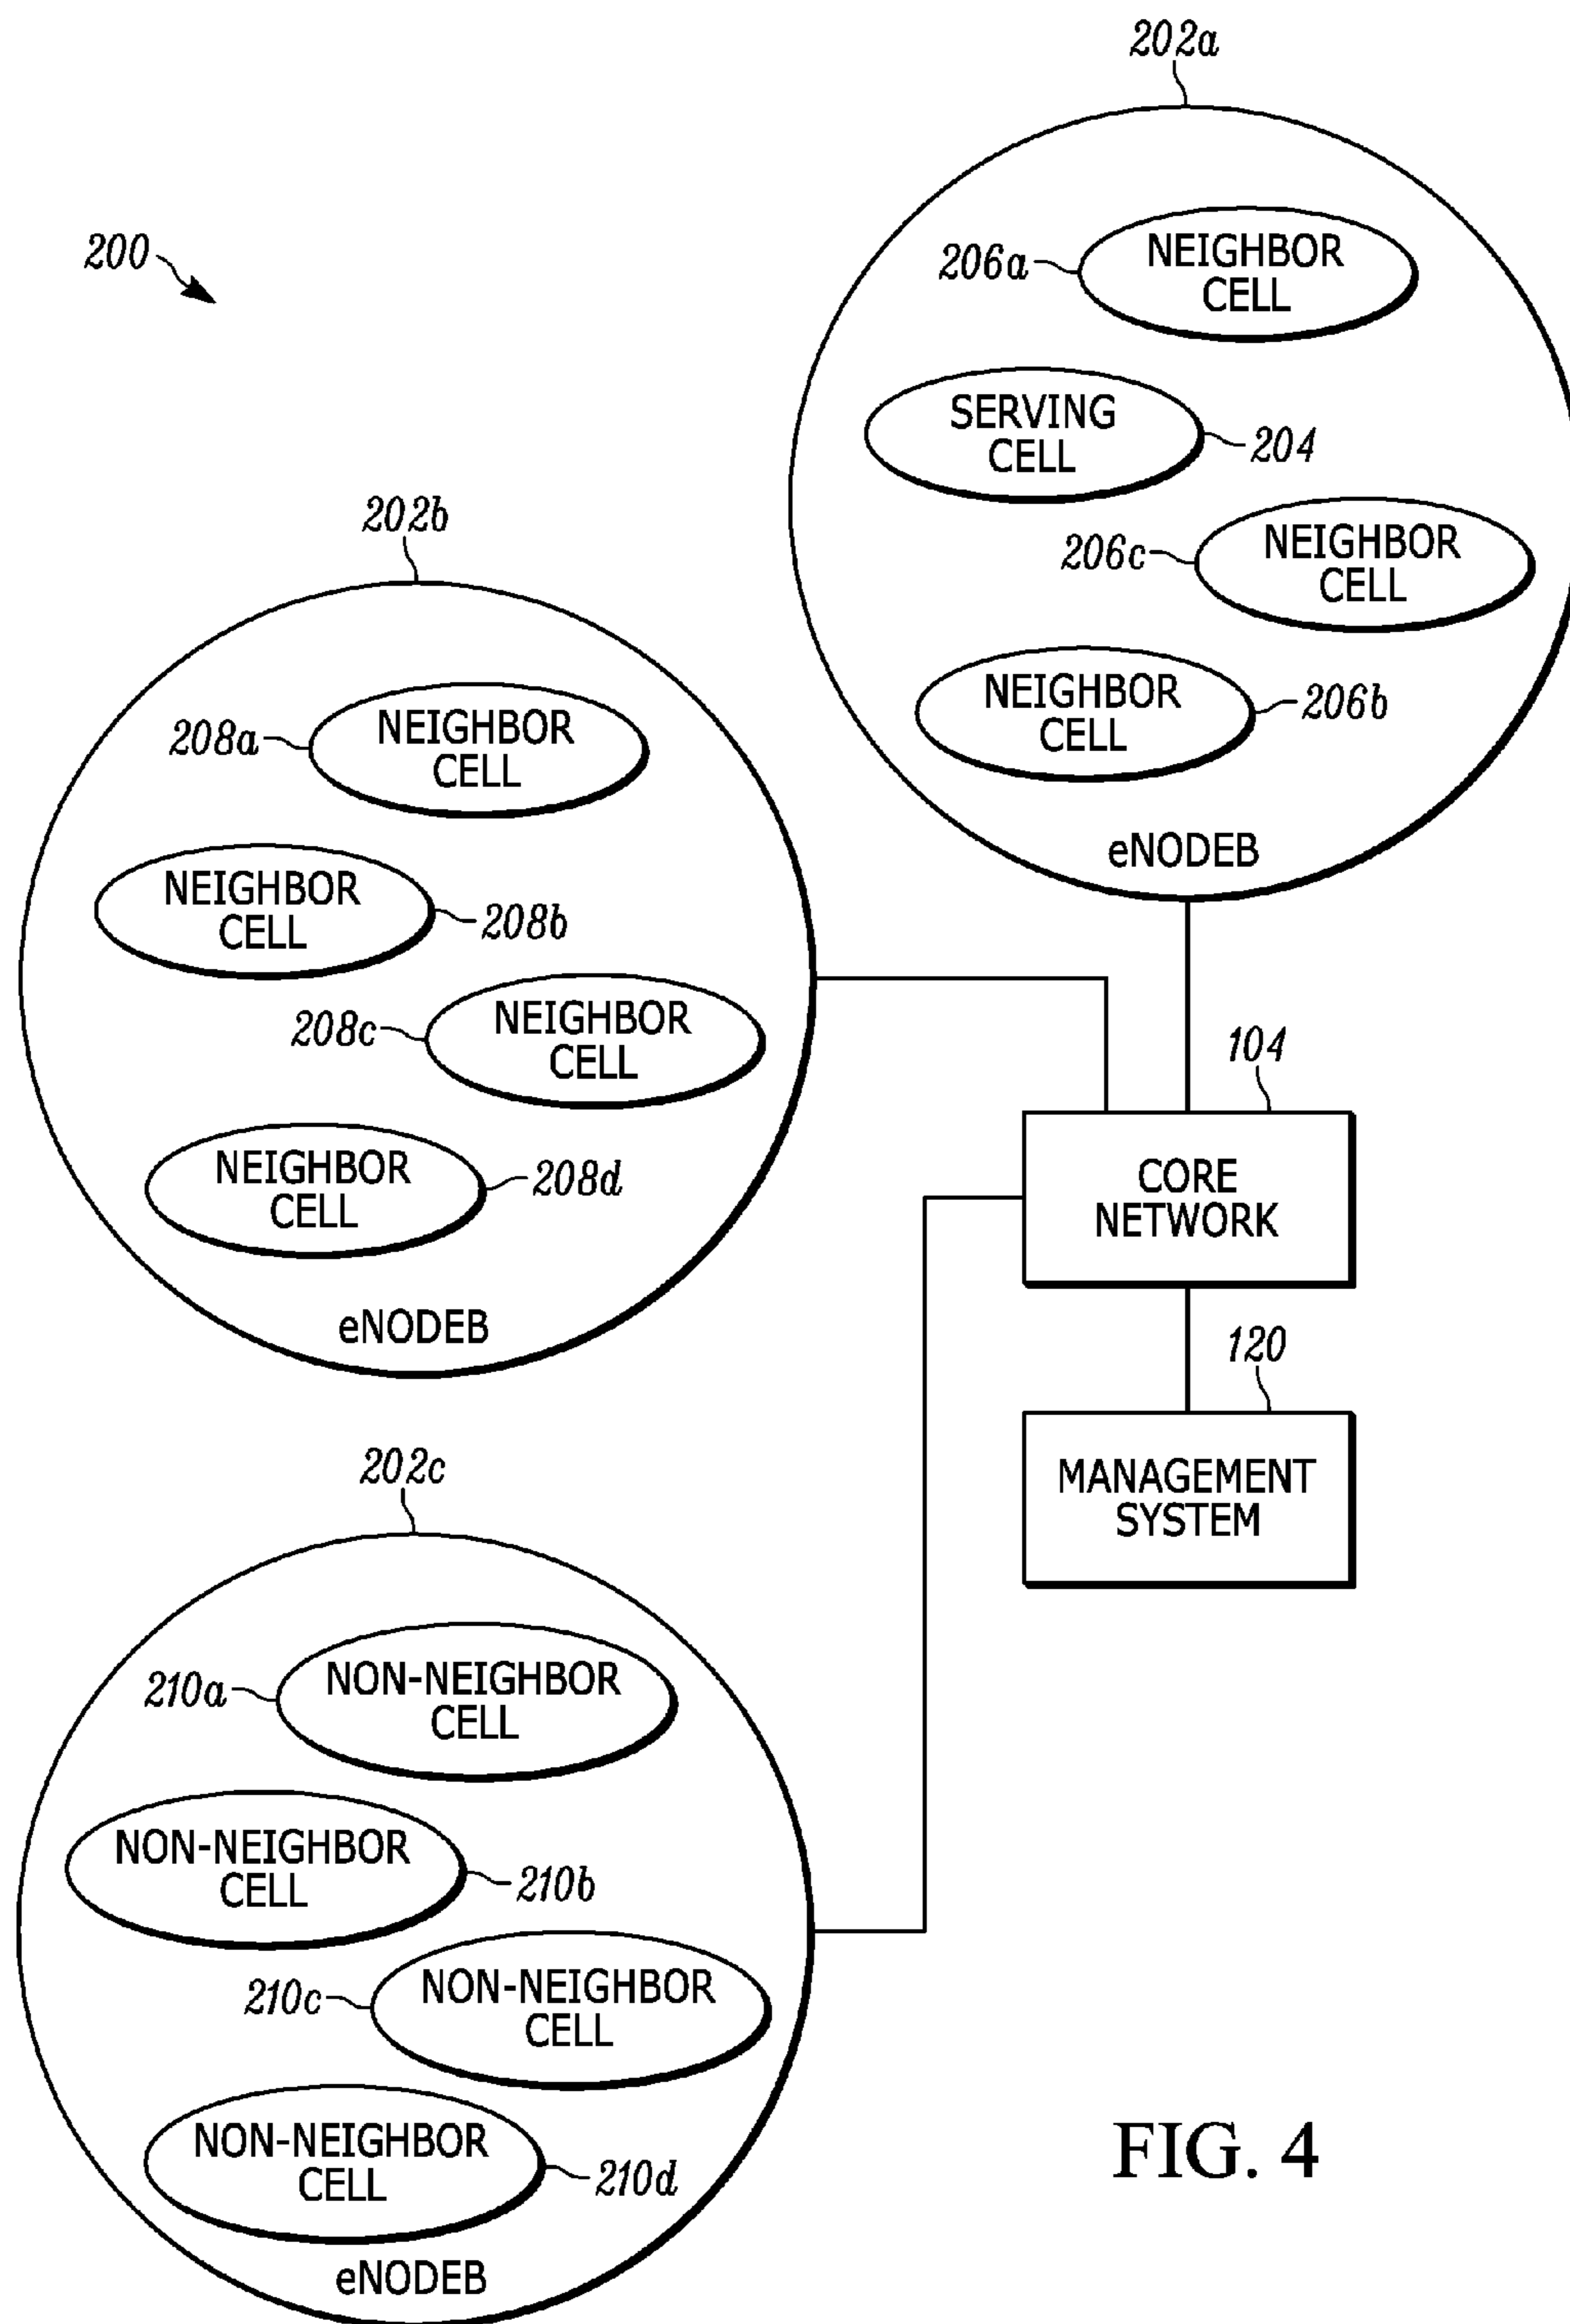 202a
200
206a
NEIGHBOR
CELL
SERVING
CELL
204
206c
NEIGHBOR
CELL
NEIGHBOR
CELL
206b
eNODEB
202b
208a
NEIGHBOR
CELL
NEIGHBOR
CELL
208b
208c
NEIGHBOR
CELL
NEIGHBOR
CELL
208d
eNODEB
104
CORE
NETWORK
120
MANAGEMENT
SYSTEM
202c
210a
NON-NEIGHBOR
CELL
NON-NEIGHBOR
CELL
210b
210c
NON-NEIGHBOR
CELL
NON-NEIGHBOR
CELL
210d
eNODEB
FIG. 4